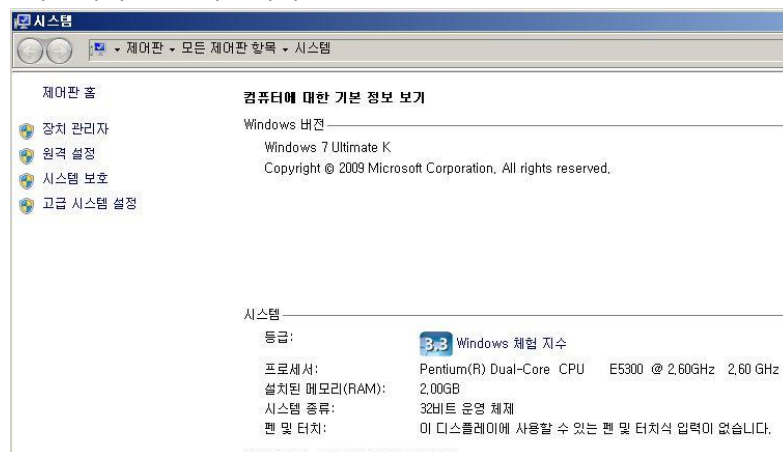 시스템
제어판 모든 제어판 항목 시스템
제어판 홈
장치 관리자
원격 설정
시스템 보호
고급 시스템 설정
컴퓨터에 대한 기본 정보 보기
Windows 버전
Windows 7 Ultimate K
Copyright © 2009 Microsoft Corporation. All rights reserved.
시스템
등급: 3.3 Windows 체험 지수
프로세서: Pentium(R) Dual-Core CPU E5300 @ 2.60GHz 2.60 GHz
설치된 메모리(RAM): 2.00GB
시스템 종류: 32비트 운영 체제
펜 및 터치: 이 디스플레이에 사용할 수 있는 펜 및 터치식 입력이 없습니다.